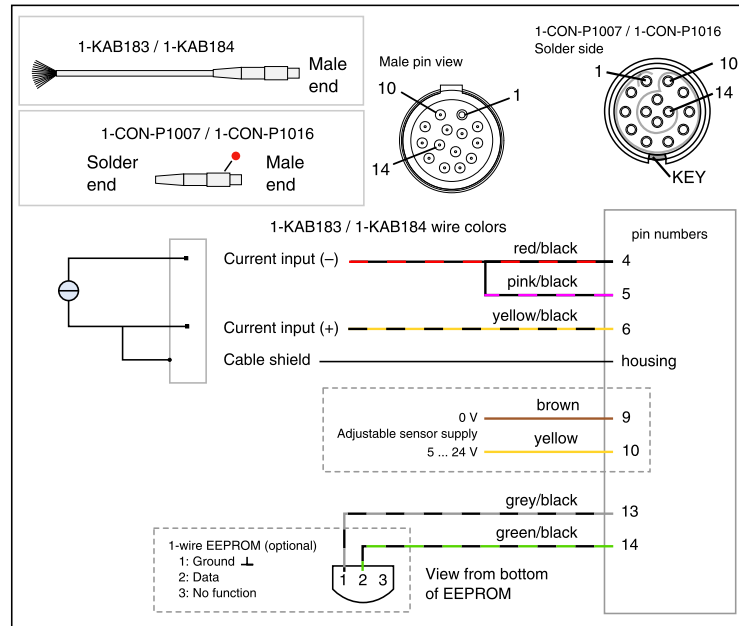 1-KAB183 / 1-KAB184
Male
end
1-CON-P1007 / 1-CON-P1016
Solder
end
Male
end
Male pin view
10
1
14
1-CON-P1007 / 1-CON-P1016
Solder side
1
10
14
KEY
1-KAB183 / 1-KAB184 wire colors
pin numbers
Current input (–)
red/black
4
pink/black
5
Current input (+)
yellow/black
6
Cable shield
housing
0 V
brown
9
Adjustable sensor supply
5 ... 24 V
yellow
10
grey/black
13
green/black
14
1-wire EEPROM (optional)
1: Ground
2: Data
3: No function
1 2 3
View from bottom
of EEPROM